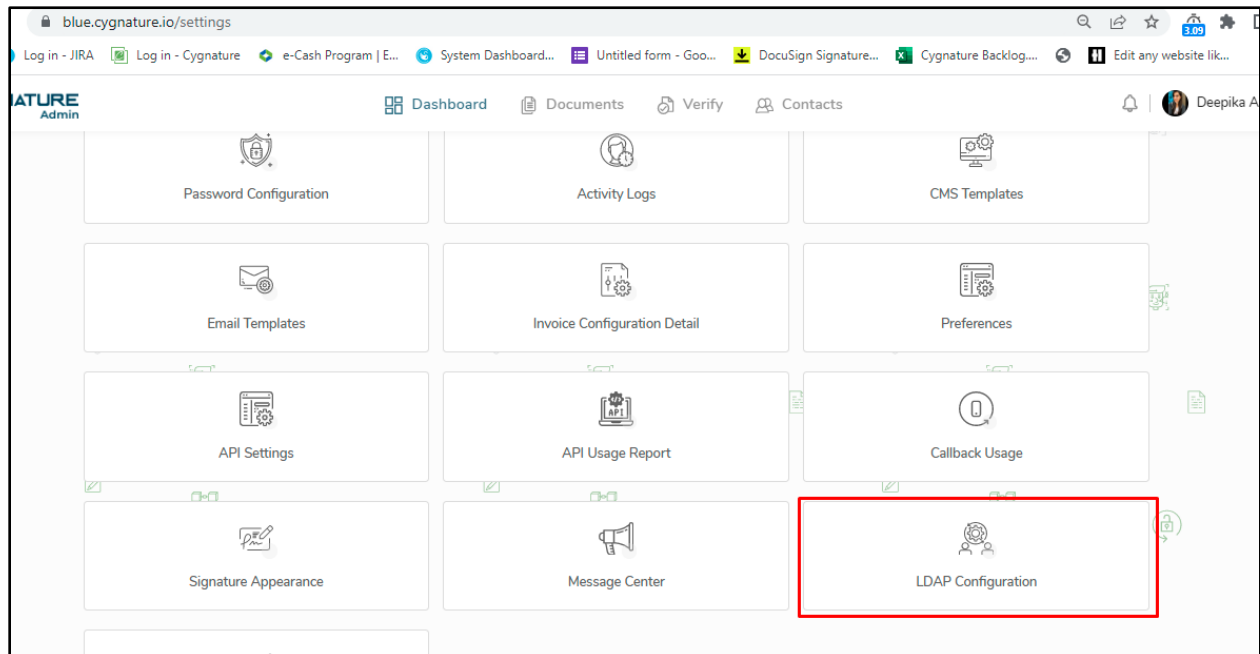 blue.cygnature.io/settings
3.09
Log in - JIRA Log in - Cygnature e-Cash Program | E... System Dashboard... Untitled form - Goo... DocuSign Signature... Cygnature Backlog.... Edit any website lik...
NATURE
Admin
Dashboard Documents Verify Contacts Deepika A
Password Configuration Activity Logs CMS Templates
Email Templates Invoice Configuration Detail Preferences
API
API Settings API Usage Report Callback Usage
Signature Appearance Message Center LDAP Configuration